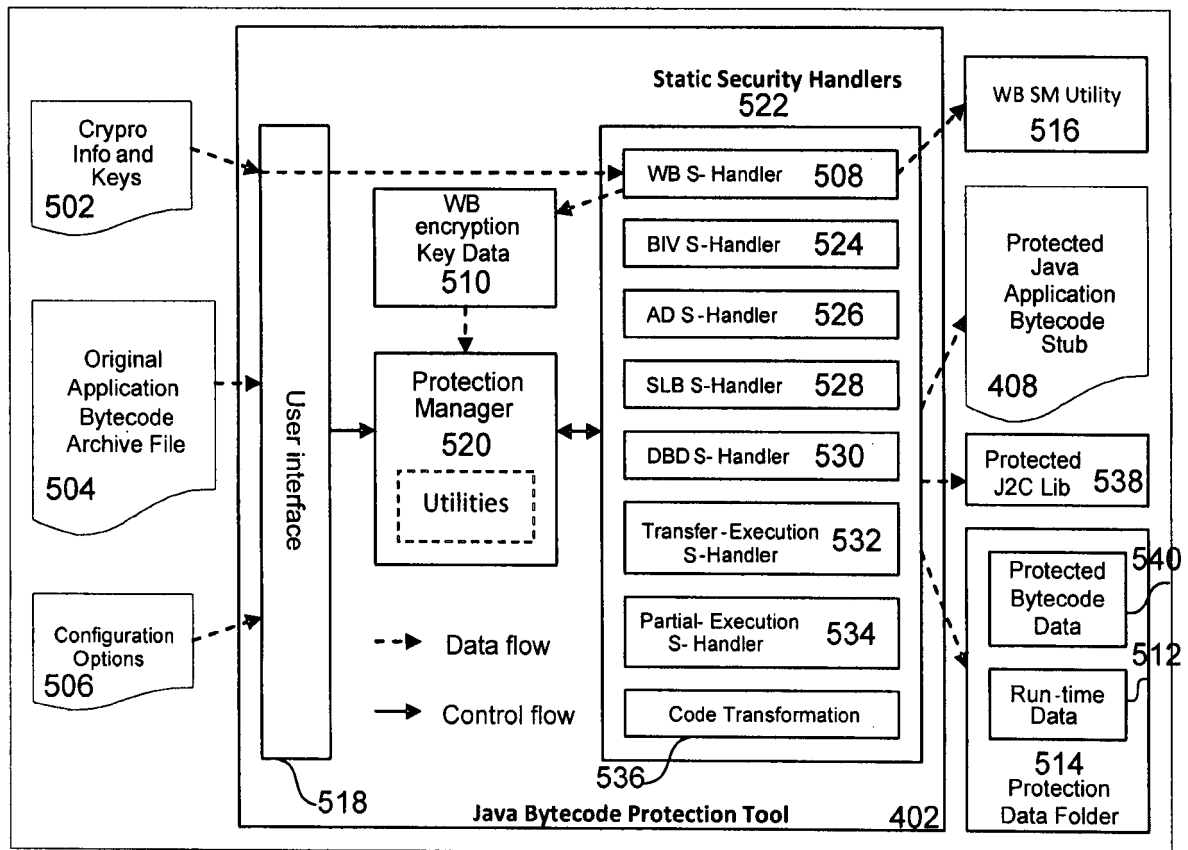 Crypro
Info and
Keys
502
Original
Application
Bytecode
Archive File
504
Configuration
Options
506
User interface
518
WB
encryption
Key Data
510
Protection
Manager
520
Utilities
Data flow
Control flow
Static Security Handlers
522
WB S-Handler 508
BIV S-Handler 524
AD S-Handler 526
SLB S-Handler 528
DBD S-Handler 530
Transfer-Execution
S-Handler 532
Partial-Execution
S-Handler 534
Code Transformation
536
Java Bytecode Protection Tool 402
WB SM Utility
516
Protected
Java
Application
Bytecode
Stub
408
Protected
J2C Lib 538
540
Protected
Bytecode
Data
512
Run-time
Data
514
Protection
Data Folder